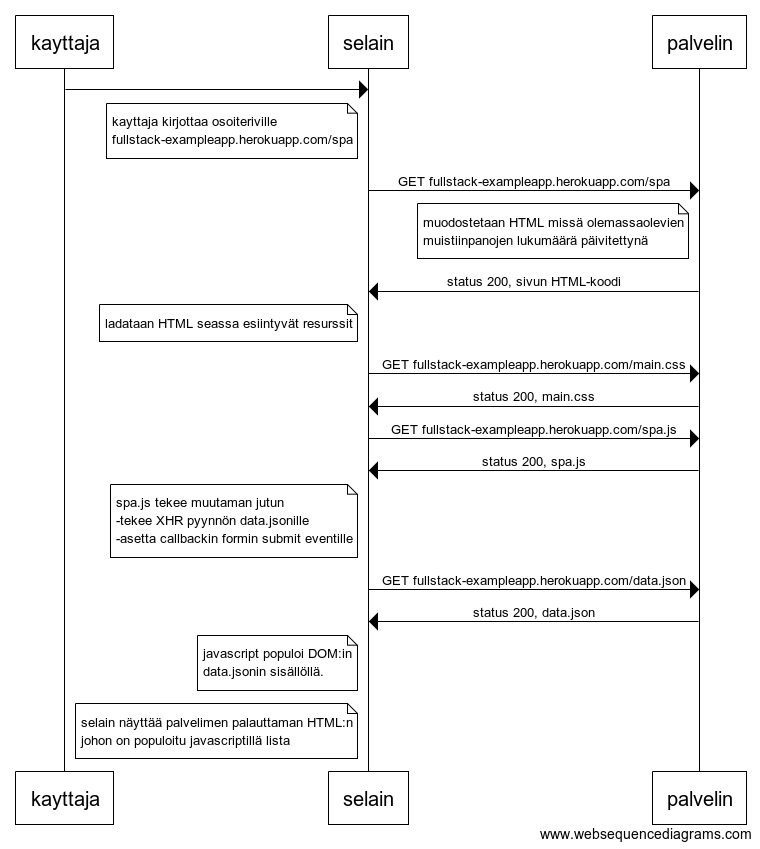 kayttaja selain palvelin
kayttaja kirjottaa osoiteriville
fullstack-exampleapp.herokuapp.com/spa
GET fullstack-exampleapp.herokuapp.com/spa
muodostetaan HTML missä olemassaolevien
muistiinpanojen lukumäärä päivitettynä
status 200, sivun HTML-koodi
ladataan HTML seassa esiintyvät resurssit
GET fullstack-exampleapp.herokuapp.com/main.css
status 200, main.css
GET fullstack-exampleapp.herokuapp.com/spa.js
status 200, spa.js
spa.js tekee muutaman jutun
-tekee XHR pyynnön data.jsonille
-asetta callbackin formin submit eventille
GET fullstack-exampleapp.herokuapp.com/data.json
status 200, data.json
javascript populoi DOM:in
data.jsonin sisällöllä.
selain näyttää palvelimen palauttaman HTML:n
johon on populoitu javascriptillä lista
kayttaja selain palvelin
www.websequencediagrams.com